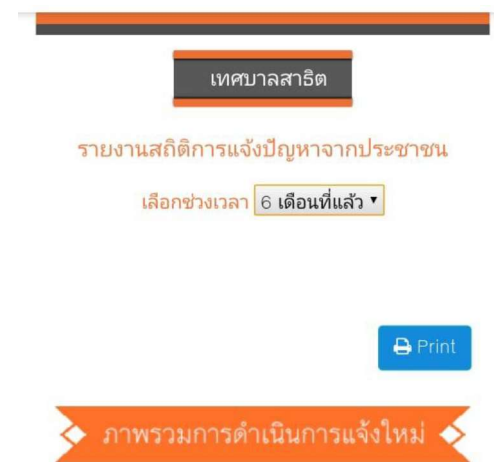 เทศบาลสาธิต
รายงานสถิติการแจ้งปัญหาจากประชาชน
เลือกช่วงเวลา 6 เดือนที่แล้ว
Print
ภาพรวมการดำเนินการแจ้งใหม่